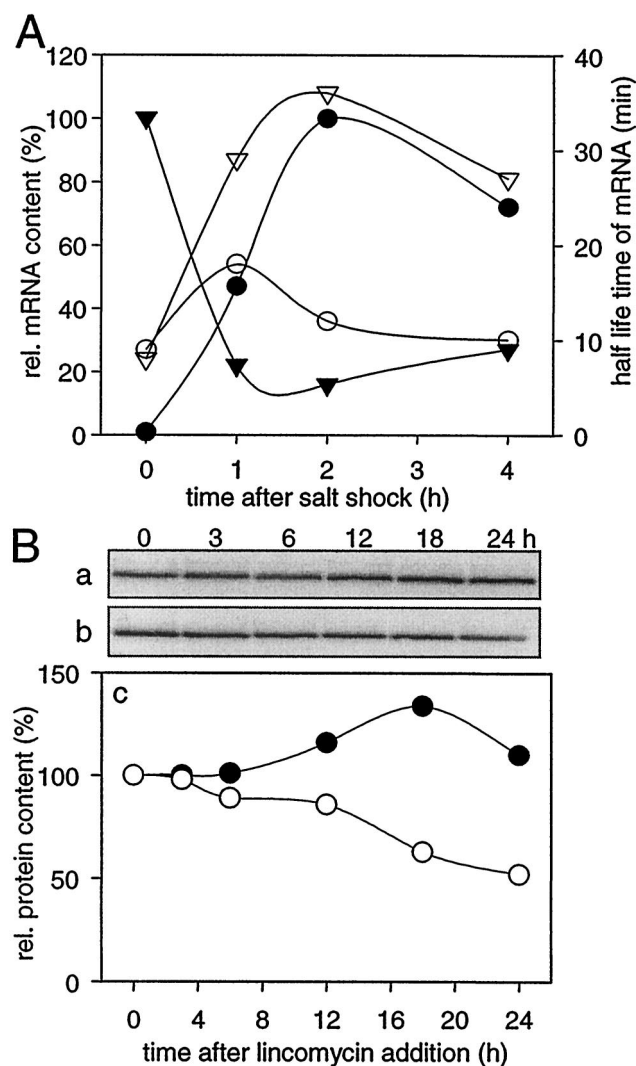 A
rel. mRNA content (%)
120
100
80
60
40
20
0
half life time of mRNA (min)
40
30
20
10
0
0 1 2 3 4
time after salt shock (h)
B
0 3 6 12 18 24 h
a
b
c
rel. protein content (%)
150
100
50
0
0 4 8 12 16 20 24
time after lincomycin addition (h)